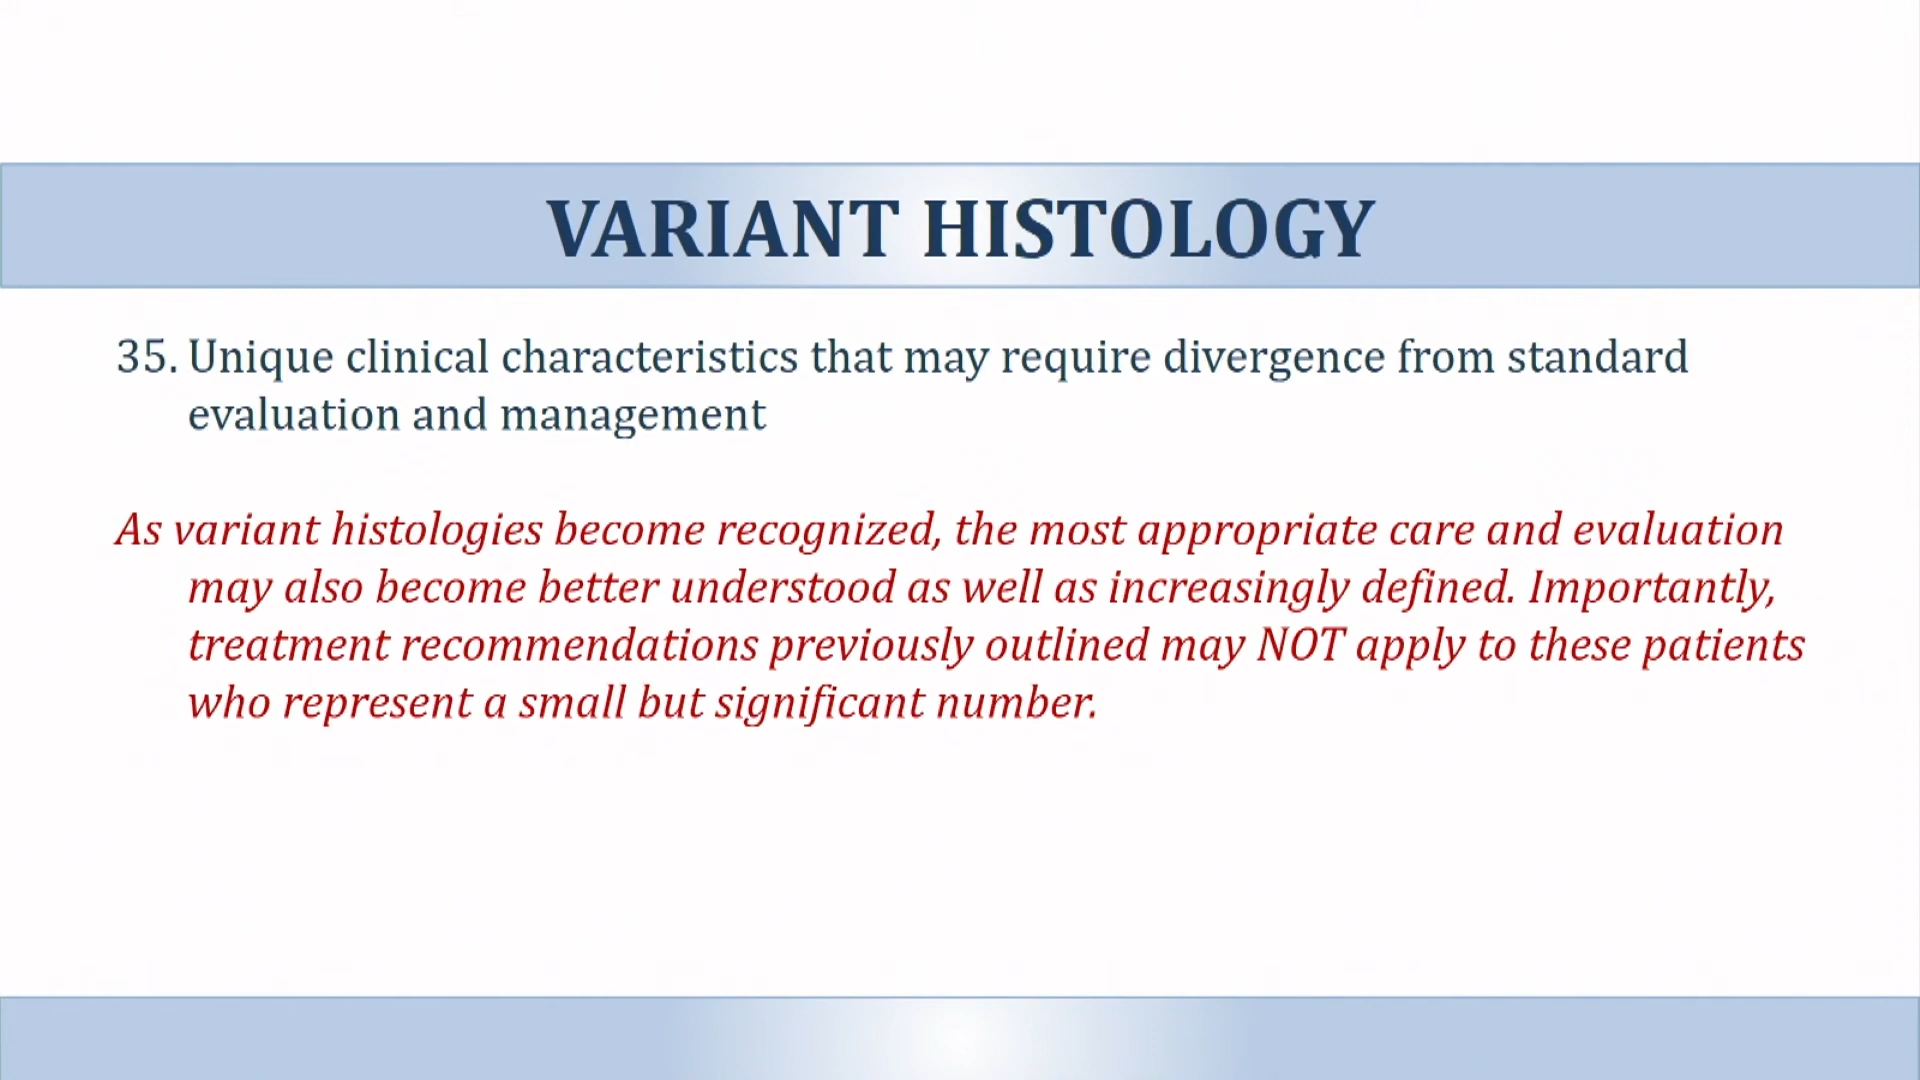 VARIANT HISTOLOGY
35. Unique clinical characteristics that may require divergence from standard
evaluation and management
As variant histologies become recognized, the most appropriate care and evaluation
may also become better understood as well as increasingly defined. Importantly,
treatment recommendations previously outlined may NOT apply to these patients
who represent a small but significant number.